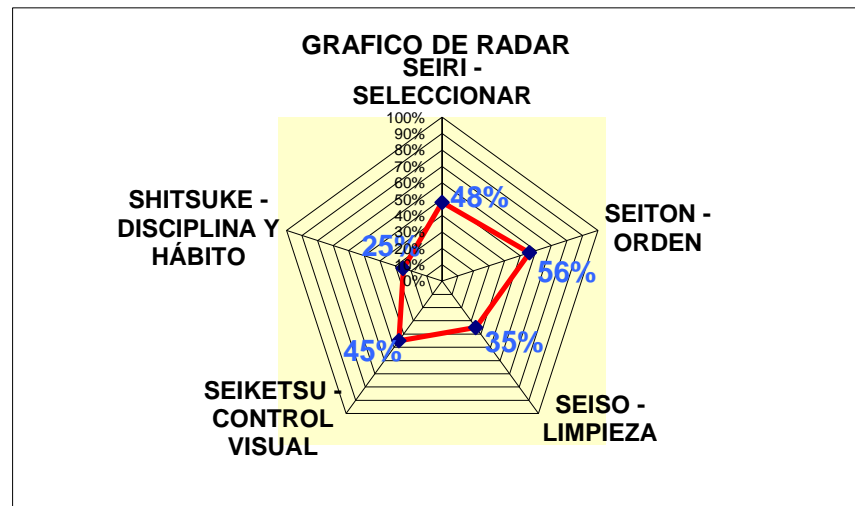 GRAFICO DE RADAR
SEIRI -
SELECCIONAR
100%
90%
80%
70%
60%
50%
40%
30%
20%
10%
0%
48%
SEITON -
ORDEN
56%
SEISO -
LIMPIEZA
35%
SEIKETSU -
CONTROL
VISUAL
45%
SHITSUKE -
DISCIPLINA Y
HÁBITO
25%